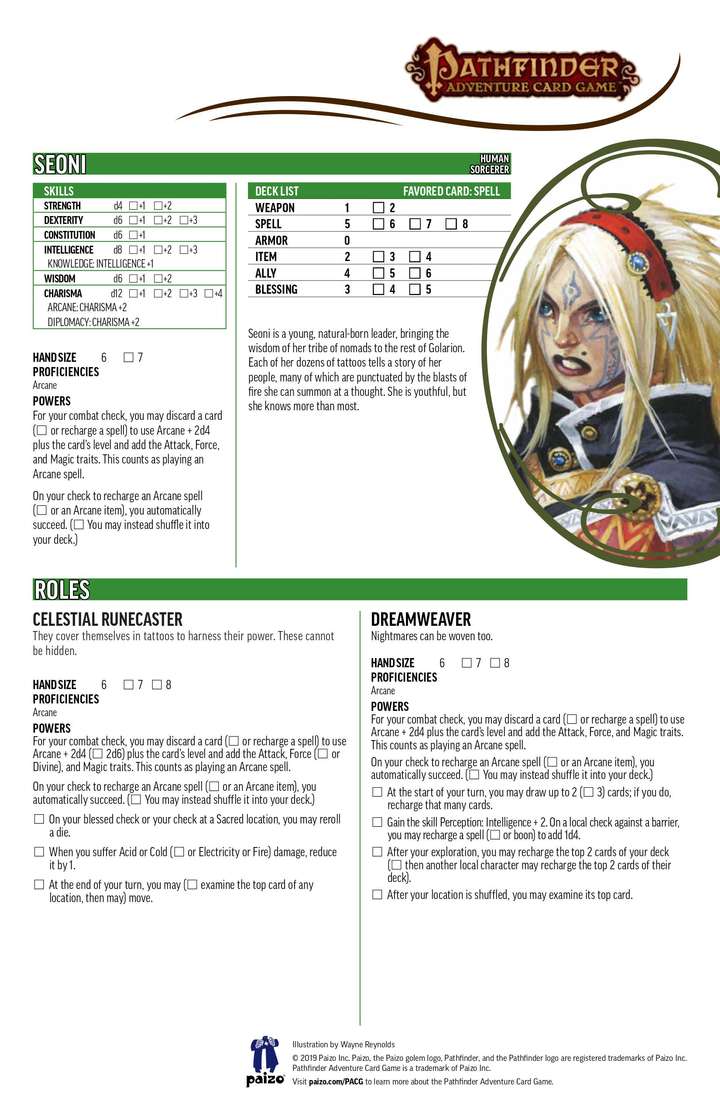 PATHFINDER
ADVENTURE CARD GAME
SEONI
HUMAN
SORCERER
SKILLS
STRENGTH d4 ☐+1 ☐+2
DEXTERITY d6 ☐+1 ☐+2 ☐+3
CONSTITUTION d6 ☐+1
INTELLIGENCE d8 ☐+1 ☐+2 ☐+3
KNOWLEDGE: INTELLIGENCE +1
WISDOM d6 ☐+1 ☐+2
CHARISMA d12 ☐+1 ☐+2 ☐+3 ☐+4
ARCANE: CHARISMA +2
DIPLOMACY: CHARISMA +2
HAND SIZE 6 ☐ 7
PROFICIENCIES
Arcane
POWERS
For your combat check, you may discard a card
(☐ or recharge a spell) to use Arcane + 2d4
plus the card's level and add the Attack, Force,
and Magic traits. This counts as playing an
Arcane spell.
On your check to recharge an Arcane spell
(☐ or an Arcane item), you automatically
succeed. (☐ You may instead shuffle it into
your deck.)
DECK LIST FAVORED CARD: SPELL
WEAPON 1 ☐ 2
SPELL 5 ☐ 6 ☐ 7 ☐ 8
ARMOR 0
ITEM 2 ☐ 3 ☐ 4
ALLY 4 ☐ 5 ☐ 6
BLESSING 3 ☐ 4 ☐ 5
Seoni is a young, natural-born leader, bringing the
wisdom of her tribe of nomads to the rest of Golarion.
Each of her dozens of tattoos tells a story of her
people, many of which are punctuated by the blasts of
fire she can summon at a thought. She is youthful, but
she knows more than most.
ROLES
CELESTIAL RUNECASTER
They cover themselves in tattoos to harness their power. These cannot
be hidden.
HAND SIZE 6 ☐ 7 ☐ 8
PROFICIENCIES
Arcane
POWERS
For your combat check, you may discard a card (☐ or recharge a spell) to use
Arcane + 2d4 (☐ 2d6) plus the card's level and add the Attack, Force (☐ or
Divine), and Magic traits. This counts as playing an Arcane spell.
On your check to recharge an Arcane spell (☐ or an Arcane item), you
automatically succeed. (☐ You may instead shuffle it into your deck.)
☐ On your blessed check or your check at a Sacred location, you may reroll
a die.
☐ When you suffer Acid or Cold (☐ or Electricity or Fire) damage, reduce
it by 1.
☐ At the end of your turn, you may (☐ examine the top card of any
location, then may) move.
DREAMWEAVER
Nightmares can be woven too.
HAND SIZE 6 ☐ 7 ☐ 8
PROFICIENCIES
Arcane
POWERS
For your combat check, you may discard a card (☐ or recharge a spell) to use
Arcane + 2d4 plus the card's level and add the Attack, Force, and Magic traits.
This counts as playing an Arcane spell.
On your check to recharge an Arcane spell (☐ or an Arcane item), you
automatically succeed. (☐ You may instead shuffle it into your deck.)
☐ At the start of your turn, you may draw up to 2 (☐ 3) cards; if you do,
recharge that many cards.
☐ Gain the skill Perception: Intelligence + 2. On a local check against a barrier,
you may recharge a spell (☐ or boon) to add 1d4.
☐ After your exploration, you may recharge the top 2 cards of your deck
(☐ then another local character may recharge the top 2 cards of their
deck).
☐ After your location is shuffled, you may examine its top card.
paizo
Illustration by Wayne Reynolds
© 2019 Paizo Inc. Paizo, the Paizo golem logo, Pathfinder, and the Pathfinder logo are registered trademarks of Paizo Inc.
Pathfinder Adventure Card Game is a trademark of Paizo Inc.
Visit paizo.com/PACG to learn more about the Pathfinder Adventure Card Game.